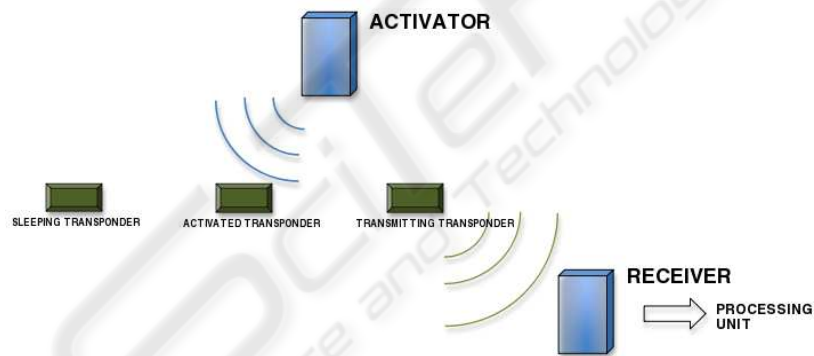 ACTIVATOR
SLEEPING TRANSPONDER
ACTIVATED TRANSPONDER
TRANSMITTING TRANSPONDER
RECEIVER
PROCESSING
UNIT